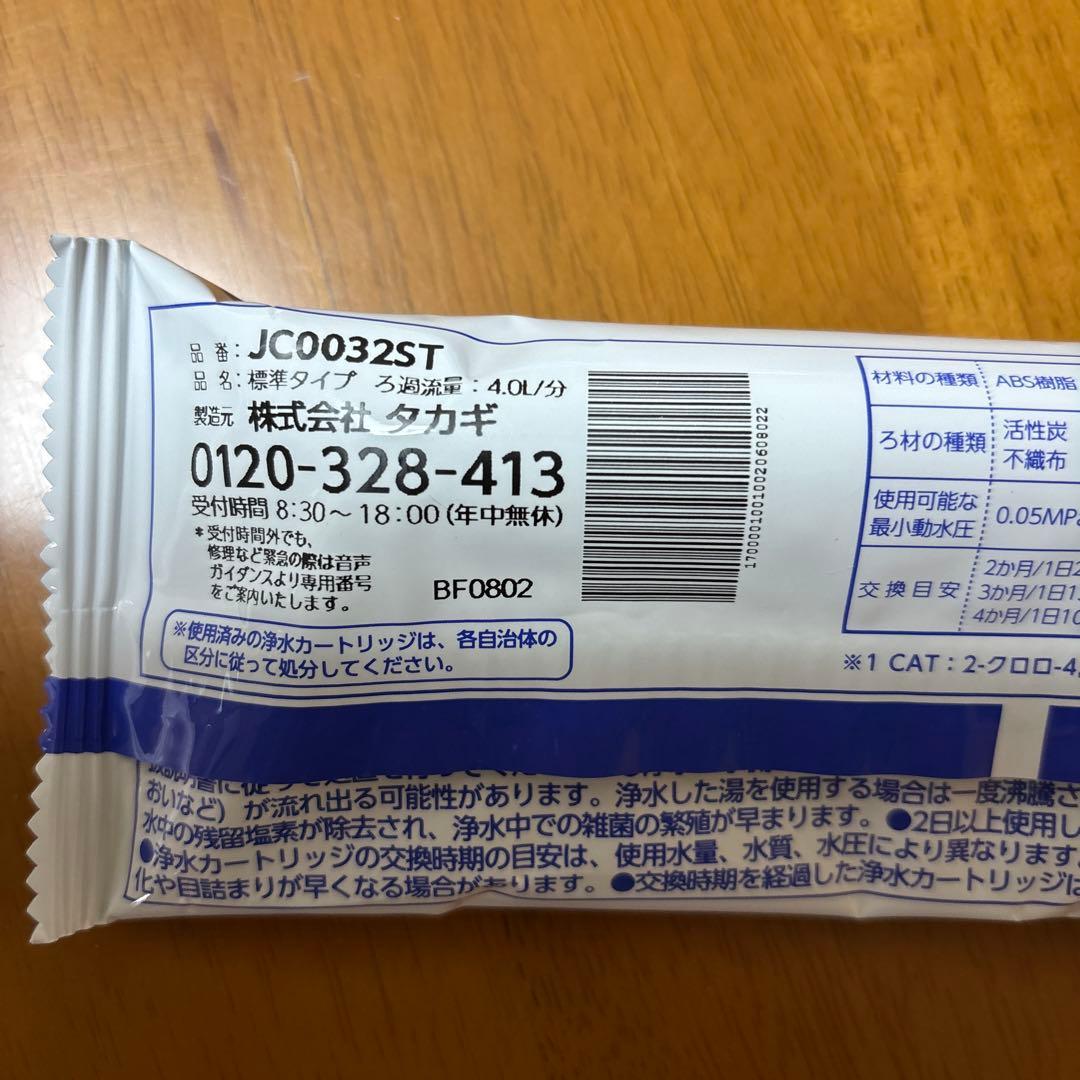 品 番：JC0032ST
品 名：標準タイプ ろ過流量：4.0L/分
製造元 株式会社 タカギ
0120-328-413
受付時間 8:30～18:00（年中無休）
＊受付時間外でも、
修理など緊急の際は音声
ガイダンスより専用番号
をご案内いたします。
BF0802
17000010010020608022
※使用済みの浄水カートリッジは、各自治体の
区分に従って処分してください。
材料の種類 ABS樹脂
ろ材の種類 活性炭
不織布
使用可能な
最小動水圧 0.05MPa
交換目安 2か月/1日2
3か月/1日1
4か月/1日10
※1 CAT：2-クロロ-4
おいなど）が流れ出る可能性があります。浄水した湯を使用する場合は一度沸騰さ
水中の残留塩素が除去され、浄水中での雑菌の繁殖が早まります。●2日以上使用し
●浄水カートリッジの交換時期の目安は、使用水量、水質、水圧により異なります。
化や目詰まりが早くなる場合があります。●交換時期を経過した浄水カートリッジは